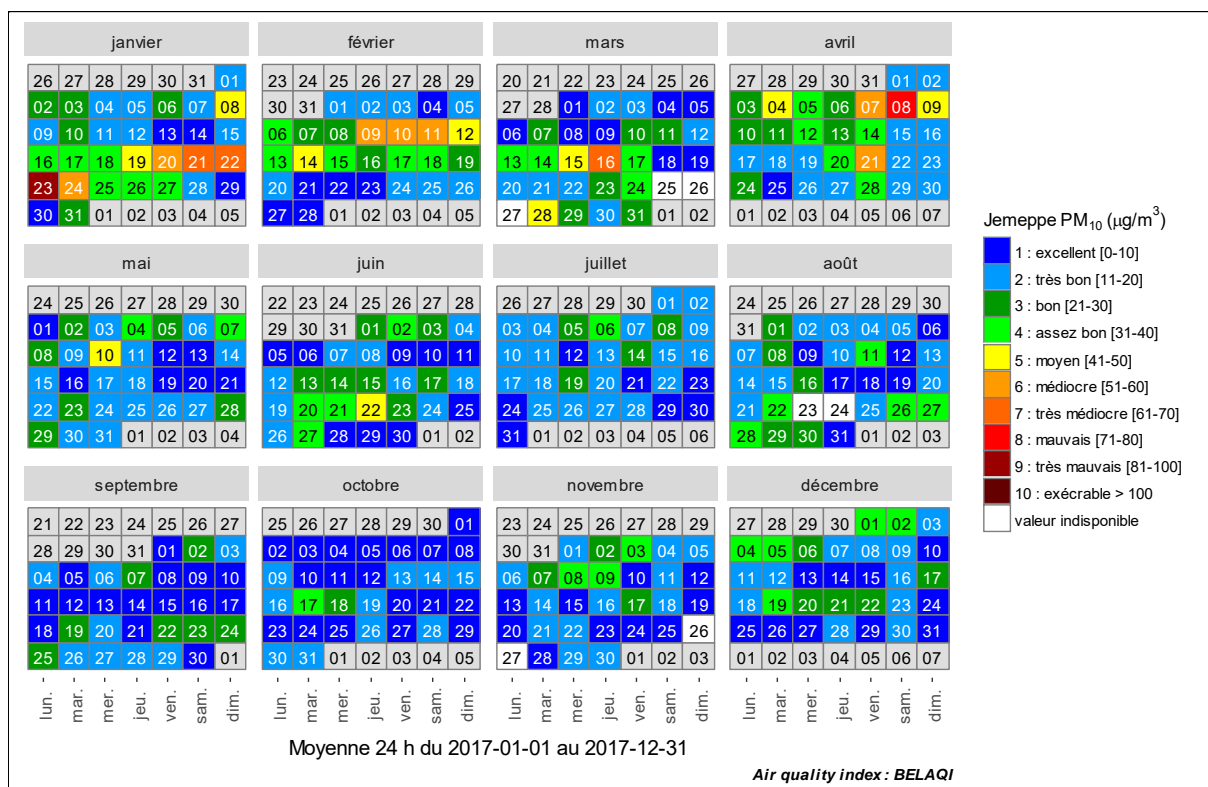 janvier février mars avril
26 27 28 29 30 31 01 23 24 25 26 27 28 29 20 21 22 23 24 25 26 27 28 29 30 31 01 02
02 03 04 05 06 07 08 30 31 01 02 03 04 05 27 28 01 02 03 04 05 03 04 05 06 07 08 09
09 10 11 12 13 14 15 06 07 08 09 10 11 12 06 07 08 09 10 11 12 10 11 12 13 14 15 16
16 17 18 19 20 21 22 13 14 15 16 17 18 19 13 14 15 16 17 18 19 17 18 19 20 21 22 23
23 24 25 26 27 28 29 20 21 22 23 24 25 26 20 21 22 23 24 25 26 24 25 26 27 28 29 30
30 31 01 02 03 04 05 27 28 01 02 03 04 05 27 28 29 30 31 01 02 01 02 03 04 05 06 07
mai juin juillet août
24 25 26 27 28 29 30 22 23 24 25 26 27 28 26 27 28 29 30 01 02 24 25 26 27 28 29 30
01 02 03 04 05 06 07 29 30 31 01 02 03 04 03 04 05 06 07 08 09 31 01 02 03 04 05 06
08 09 10 11 12 13 14 05 06 07 08 09 10 11 10 11 12 13 14 15 16 07 08 09 10 11 12 13
15 16 17 18 19 20 21 12 13 14 15 16 17 18 17 18 19 20 21 22 23 14 15 16 17 18 19 20
22 23 24 25 26 27 28 19 20 21 22 23 24 25 24 25 26 27 28 29 30 21 22 23 24 25 26 27
29 30 31 01 02 03 04 26 27 28 29 30 01 02 31 01 02 03 04 05 06 28 29 30 31 01 02 03
septembre octobre novembre décembre
21 22 23 24 25 26 27 25 26 27 28 29 30 01 23 24 25 26 27 28 29 27 28 29 30 01 02 03
28 29 30 31 01 02 03 02 03 04 05 06 07 08 30 31 01 02 03 04 05 04 05 06 07 08 09 10
04 05 06 07 08 09 10 09 10 11 12 13 14 15 06 07 08 09 10 11 12 11 12 13 14 15 16 17
11 12 13 14 15 16 17 16 17 18 19 20 21 22 13 14 15 16 17 18 19 18 19 20 21 22 23 24
18 19 20 21 22 23 24 23 24 25 26 27 28 29 20 21 22 23 24 25 26 25 26 27 28 29 30 31
25 26 27 28 29 30 01 30 31 01 02 03 04 05 27 28 29 30 01 02 03 01 02 03 04 05 06 07
lun. mar. mer. jeu. ven. sam. dim. lun. mar. mer. jeu. ven. sam. dim. lun. mar. mer. jeu. ven. sam. dim. lun. mar. mer. jeu. ven. sam. dim.
Moyenne 24 h du 2017-01-01 au 2017-12-31
Air quality index : BELAQI
Jemeppe PM₁₀ (μg/m³)
1 : excellent [0-10]
2 : très bon [11-20]
3 : bon [21-30]
4 : assez bon [31-40]
5 : moyen [41-50]
6 : médiocre [51-60]
7 : très médiocre [61-70]
8 : mauvais [71-80]
9 : très mauvais [81-100]
10 : exécrable > 100
valeur indisponible